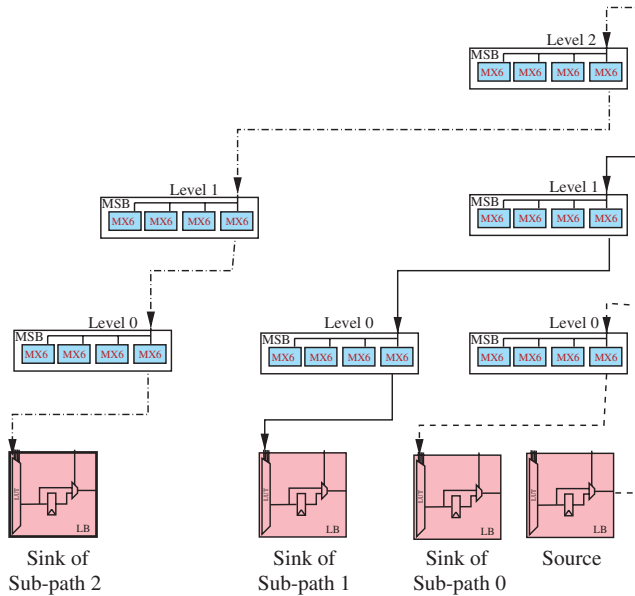 Level 2
MSB
MX6 MX6 MX6 MX6
Level 1
MSB
MX6 MX6 MX6 MX6
Level 1
MSB
MX6 MX6 MX6 MX6
Level 0
MSB
MX6 MX6 MX6 MX6
Level 0
MSB
MX6 MX6 MX6 MX6
Level 0
MSB
MX6 MX6 MX6 MX6
LUT
LB
LUT
LB
LUT
LB
LUT
LB
Sink of
Sub-path 2
Sink of
Sub-path 1
Sink of
Sub-path 0
Source